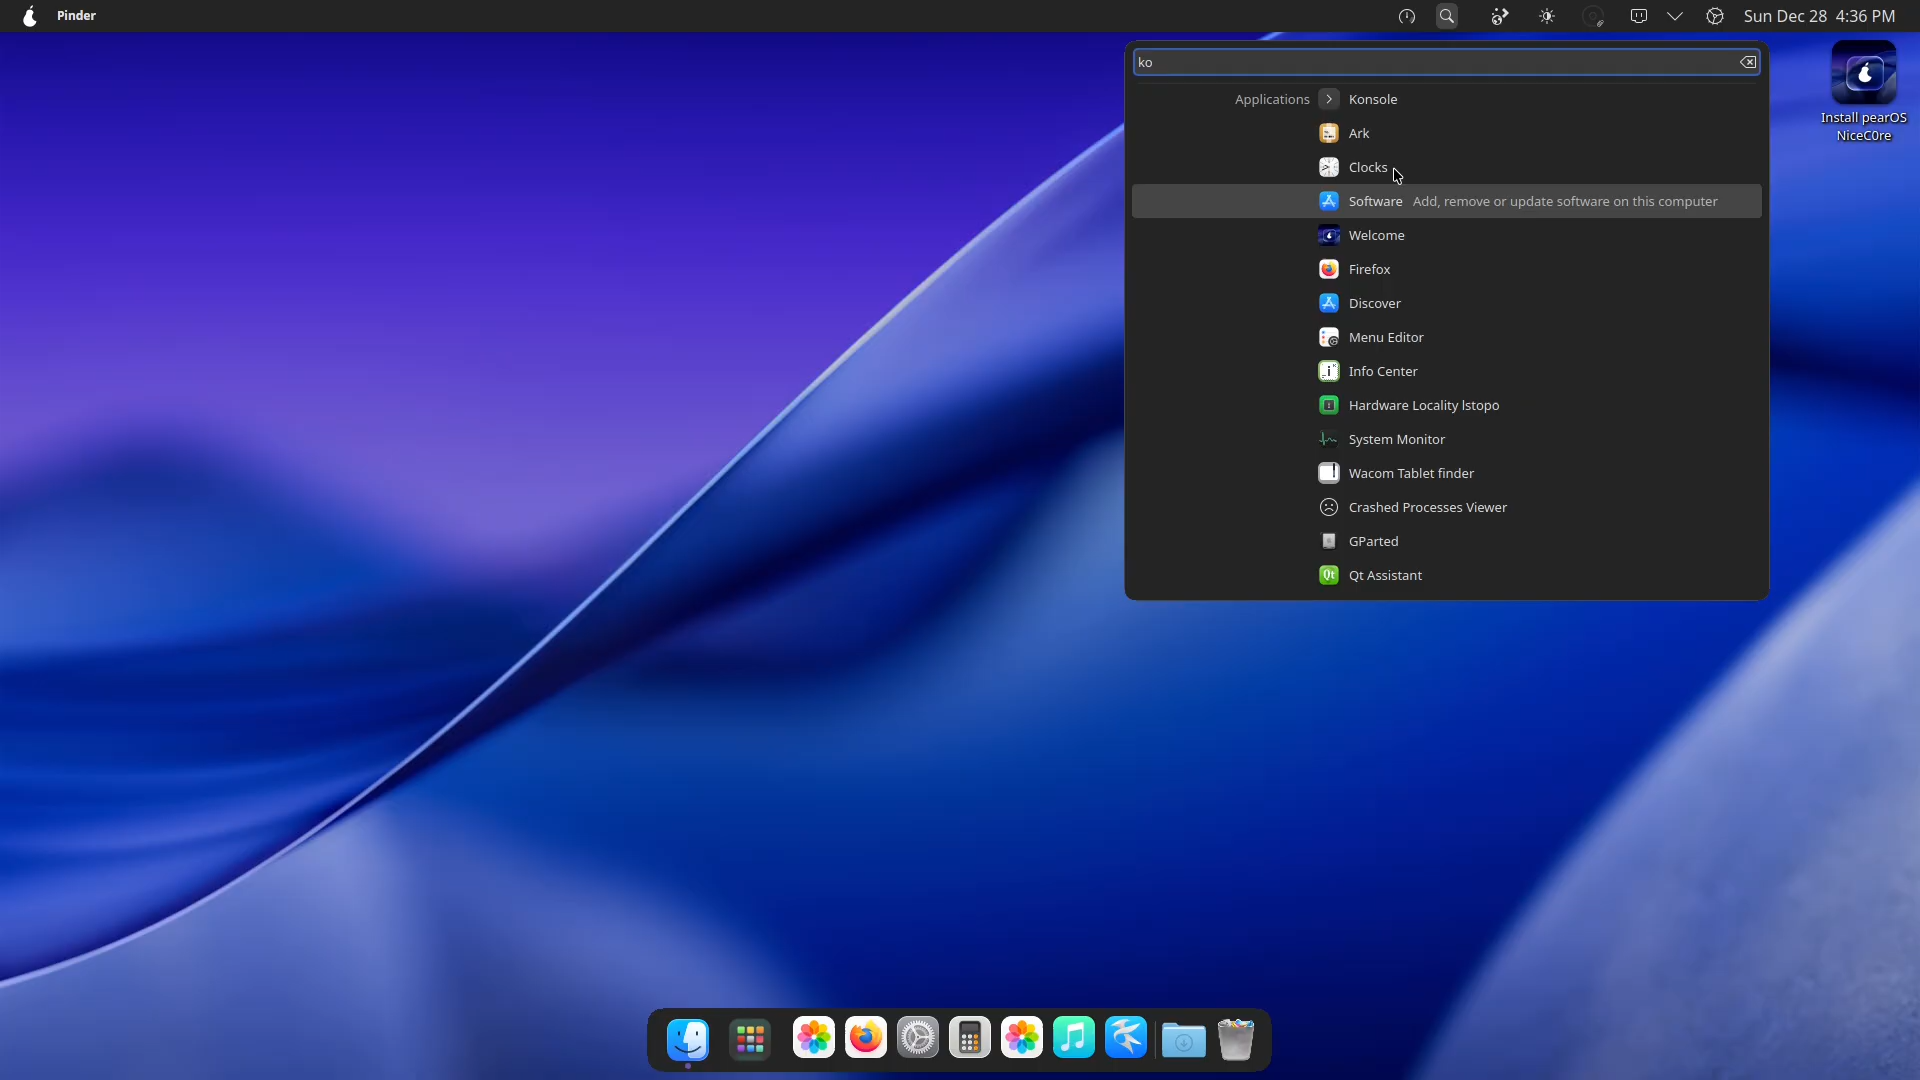 Pinder
Sun Dec 28 4:36 PM
ko
Applications
Konsole
Ark
Clocks
Software Add, remove or update software on this computer
Welcome
Firefox
Discover
Menu Editor
Info Center
Hardware Locality lstopo
System Monitor
Wacom Tablet finder
Crashed Processes Viewer
GParted
Qt Assistant
Install pearOS
NiceC0re